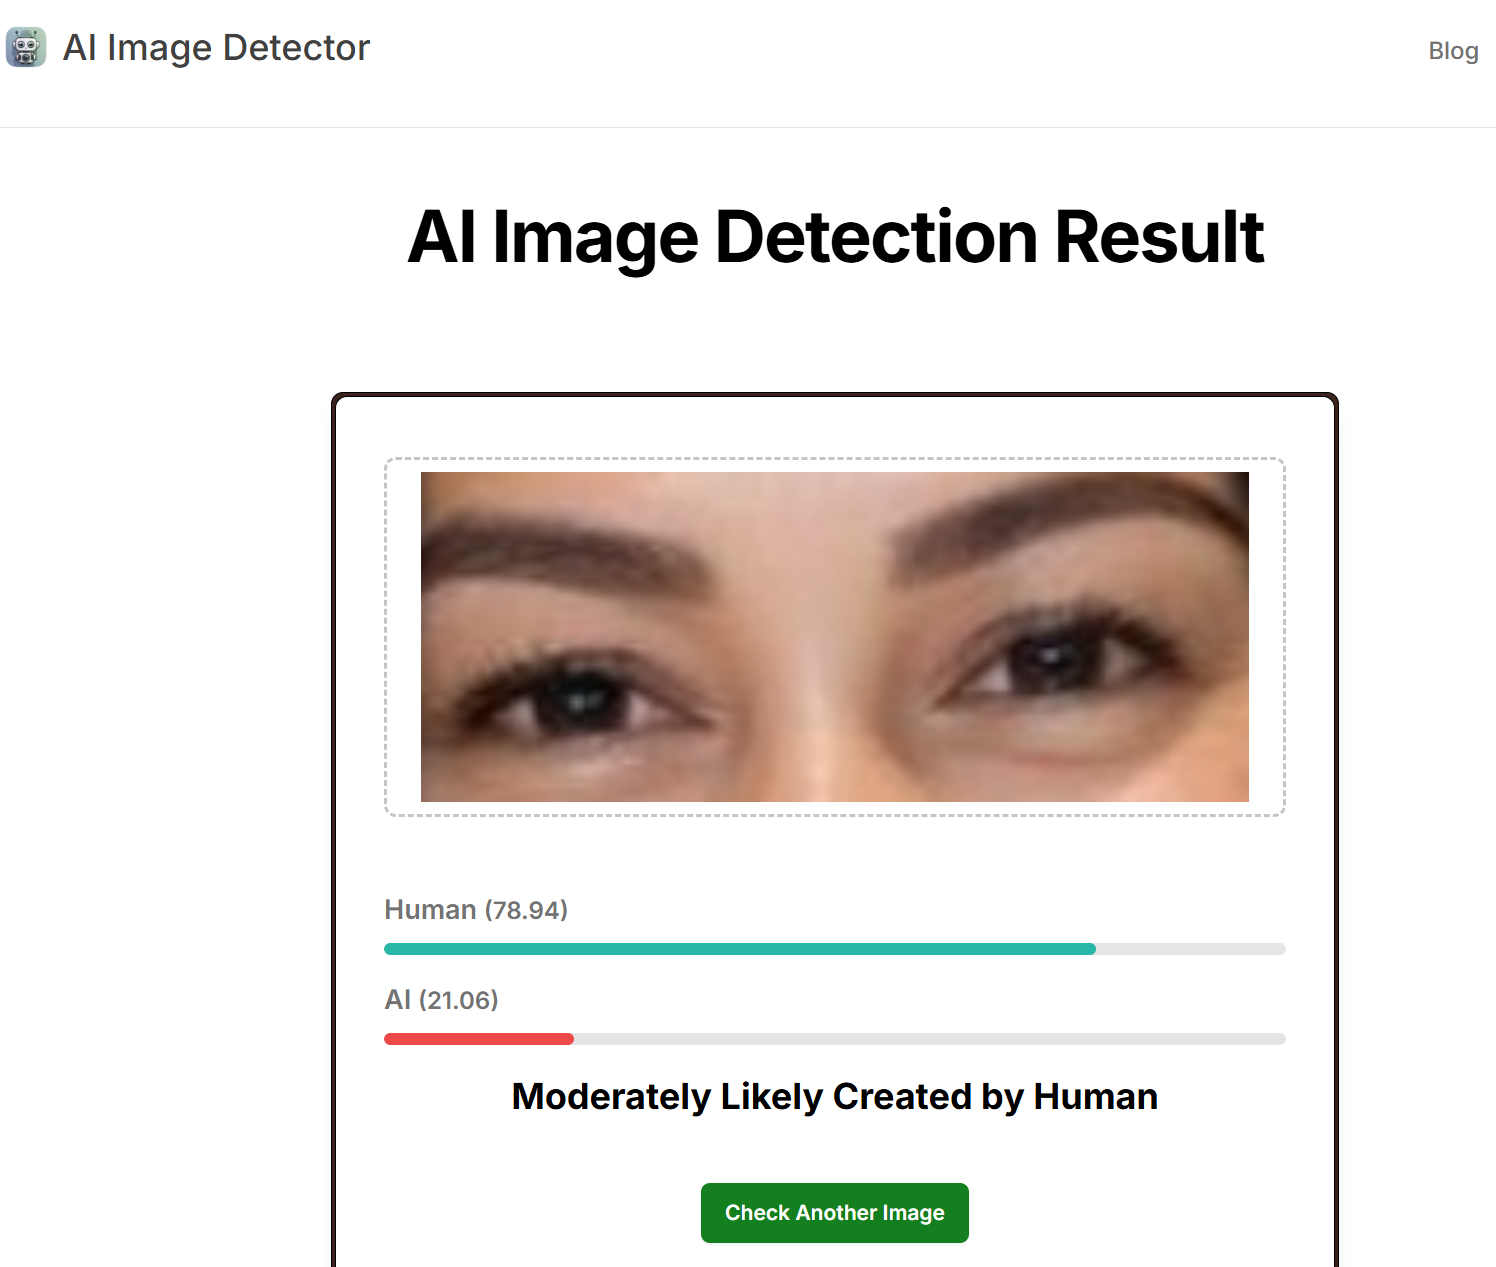 AI Image Detector
Blog
AI Image Detection Result
Human (78.94)
AI (21.06)
Moderately Likely Created by Human
Check Another Image